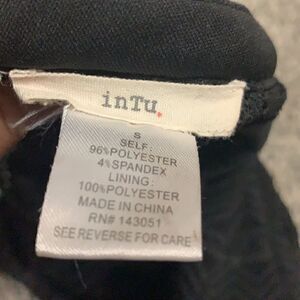 inTu.
S
SELF:
96%POLYESTER
4%SPANDEX
LINING:
100%POLYESTER
MADE IN CHINA
RN# 143051
SEE REVERSE FOR CARE